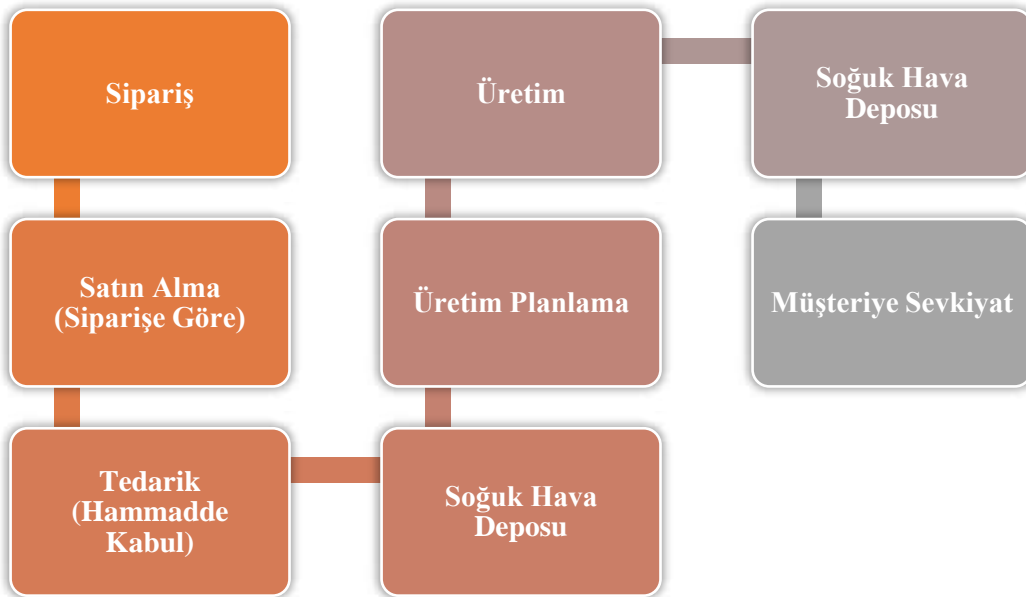 Sipariş
Satın Alma
(Siparişe Göre)
Tedarik
(Hammadde
Kabul)
Soğuk Hava
Deposu
Üretim Planlama
Üretim
Soğuk Hava
Deposu
Müşteriye Sevkiyat